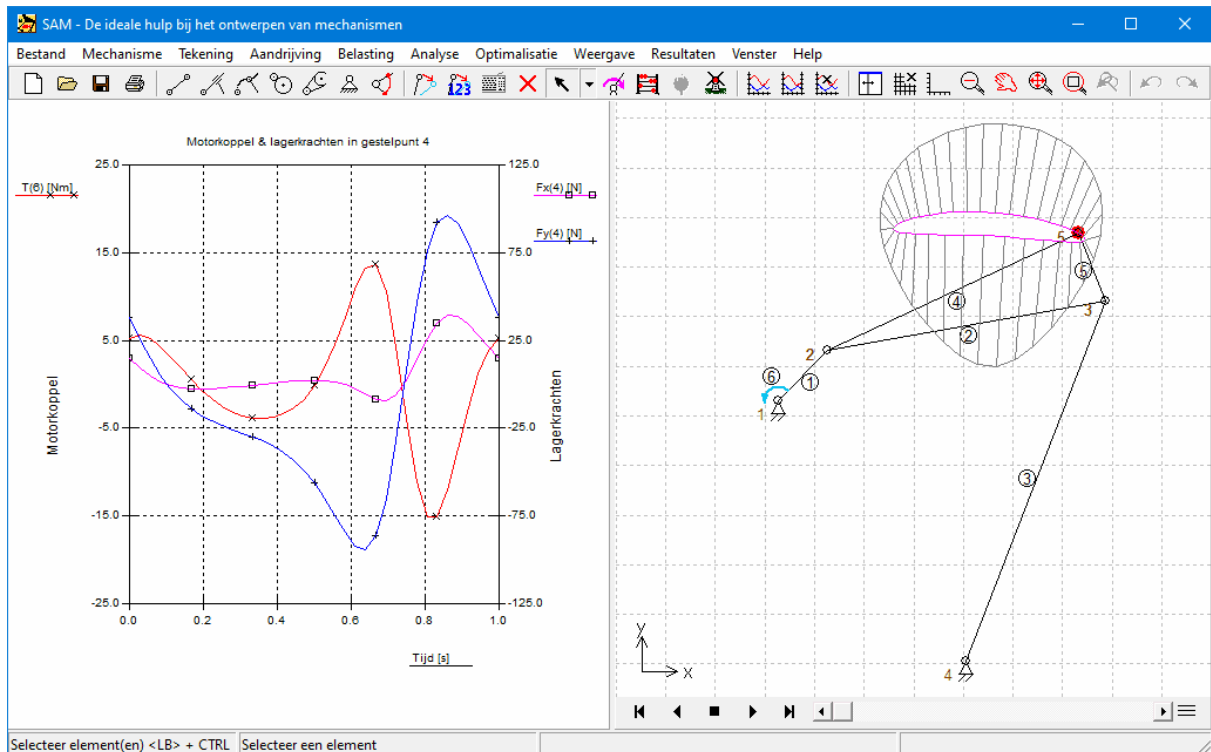 SAM - De ideale hulp bij het ontwerpen van mechanismen
Bestand Mechanisme Tekening Aandrijving Belasting Analyse Optimalisatie Weergave Resultaten Venster Help
123
Motorkoppel & lagerkrachten in gestelpunt 4
25.0 125.0
T(6) [Nm] Fx(4) [N]
Fy(4) [N]
15.0 75.0
5.0 25.0
-5.0 -25.0
-15.0 -75.0
-25.0 -125.0
Motorkoppel
Lagerkrachten
0.0 0.2 0.4 0.6 0.8 1.0
Tijd [s]
5
5
4
3
2
2
6
1
1
3
4
y
x
Selecteer element(en) <LB> + CTRL Selecteer een element